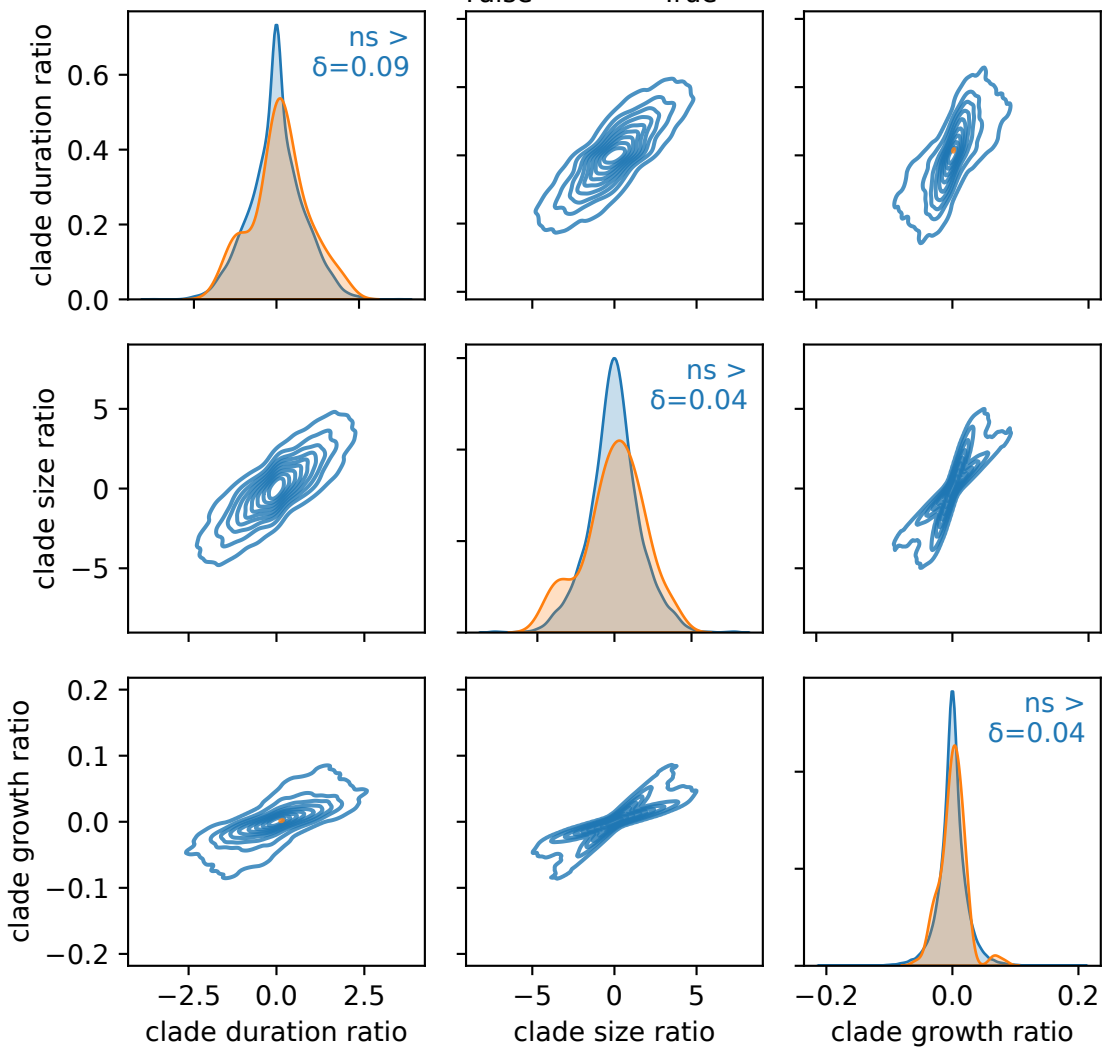 False True
clade duration ratio
0.6
0.4
0.2
0.0
ns >
δ=0.09
clade size ratio
5
0
−5
ns >
δ=0.04
clade growth ratio
0.2
0.1
0.0
−0.1
−0.2
ns >
δ=0.04
−2.5 0.0 2.5
−5 0 5
−0.2 0.0 0.2
clade duration ratio
clade size ratio
clade growth ratio